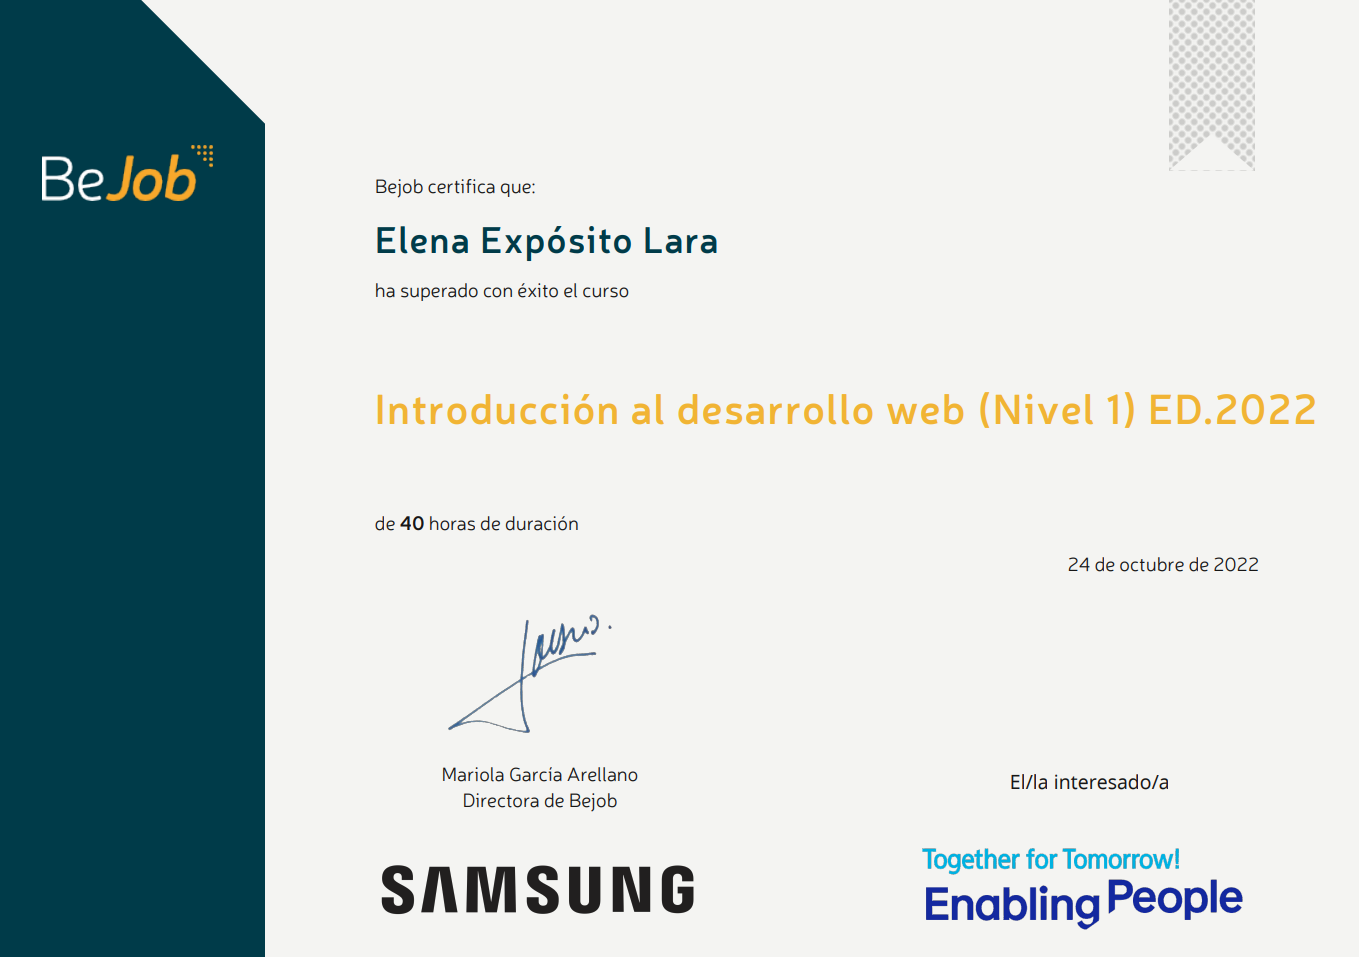 BeJob
Bejob certifica que:
Elena Expósito Lara
ha superado con éxito el curso
Introducción al desarrollo web (Nivel 1) ED.2022
de 40 horas de duración
24 de octubre de 2022
Mariola García Arellano
Directora de Bejob
El/la interesado/a
SAMSUNG
Together for Tomorrow!
Enabling People